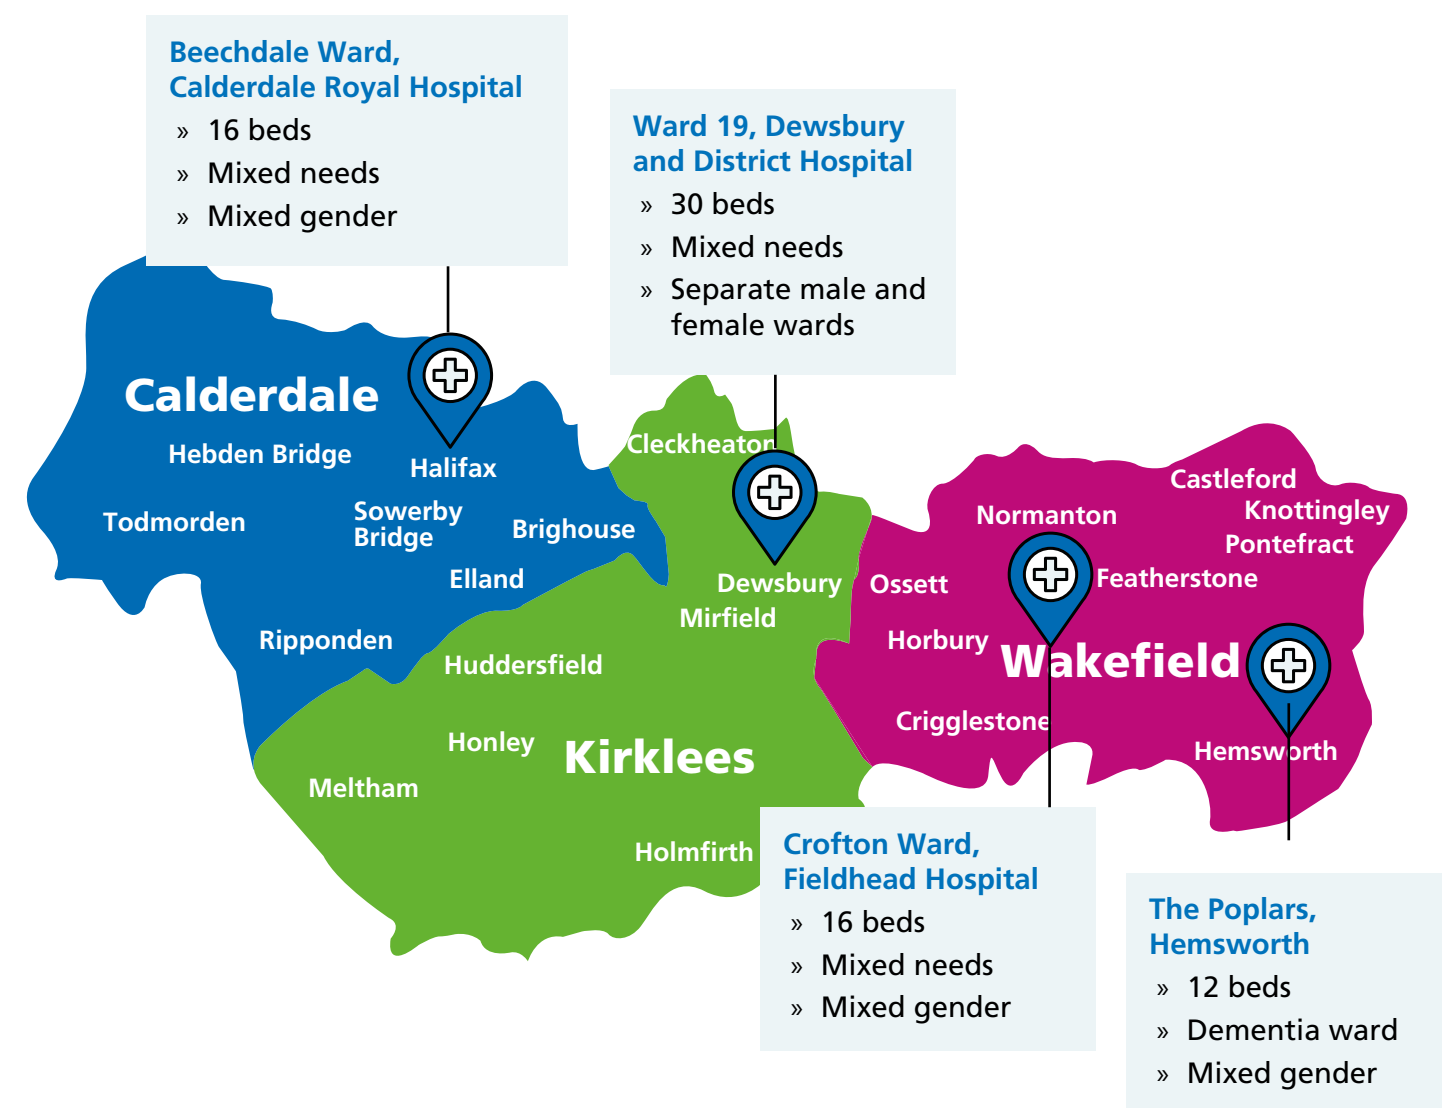 Beechdale Ward,
Calderdale Royal Hospital
» 16 beds
» Mixed needs
» Mixed gender
Ward 19, Dewsbury
and District Hospital
» 30 beds
» Mixed needs
» Separate male and
female wards
Calderdale
Hebden Bridge
Halifax
Todmorden
Sowerby
Bridge
Brighouse
Elland
Ripponden
Cleckheaton
Dewsbury
Mirfield
Huddersfield
Honley
Kirklees
Meltham
Holmfirth
Castleford
Knottingley
Normanton
Pontefract
Featherstone
Ossett
Horbury
Wakefield
Crigglestone
Hemsworth
Crofton Ward,
Fieldhead Hospital
» 16 beds
» Mixed needs
» Mixed gender
The Poplars,
Hemsworth
» 12 beds
» Dementia ward
» Mixed gender